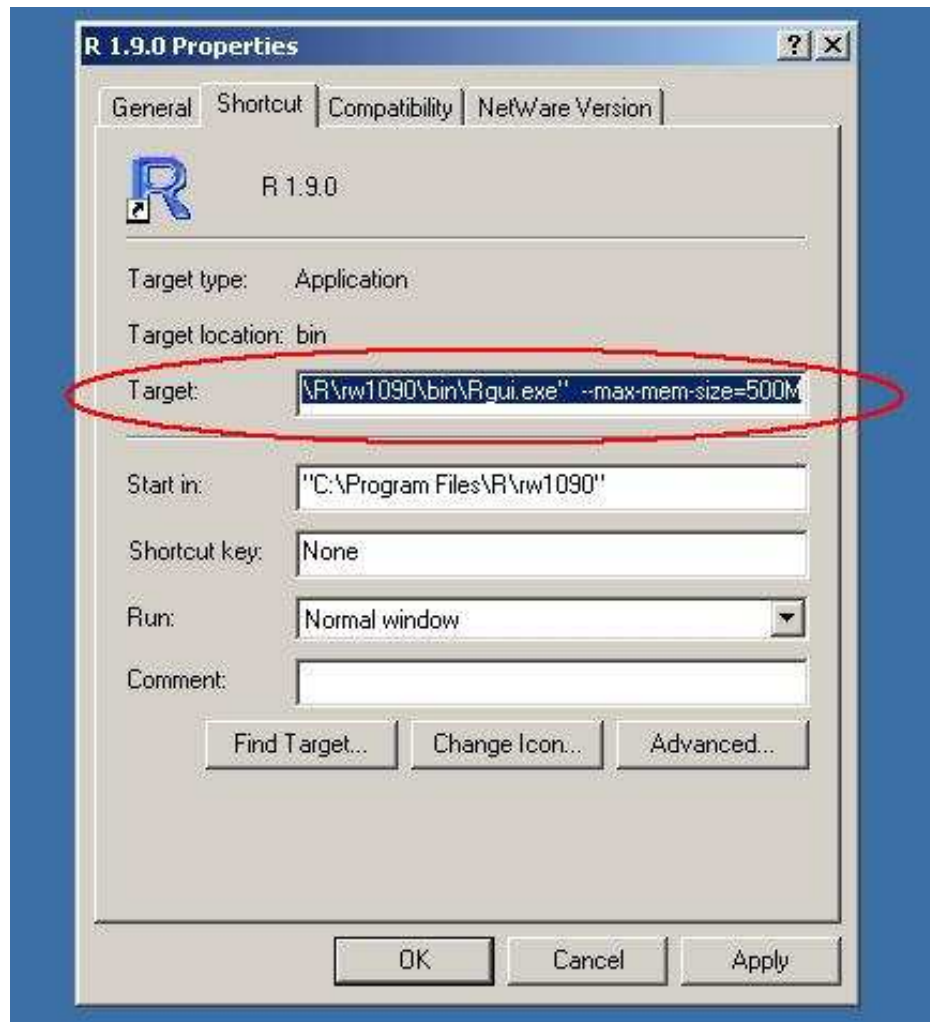 R 1.9.0 Properties
General Shortcut Compatibility NetWare Version
R 1.9.0
Target type: Application
Target location: bin
Target: \R\rw1090\bin\Rgui.exe" --max-mem-size=500M
Start in: "C:\Program Files\R\rw1090"
Shortcut key: None
Run: Normal window
Comment:
Find Target... Change Icon... Advanced...
OK Cancel Apply